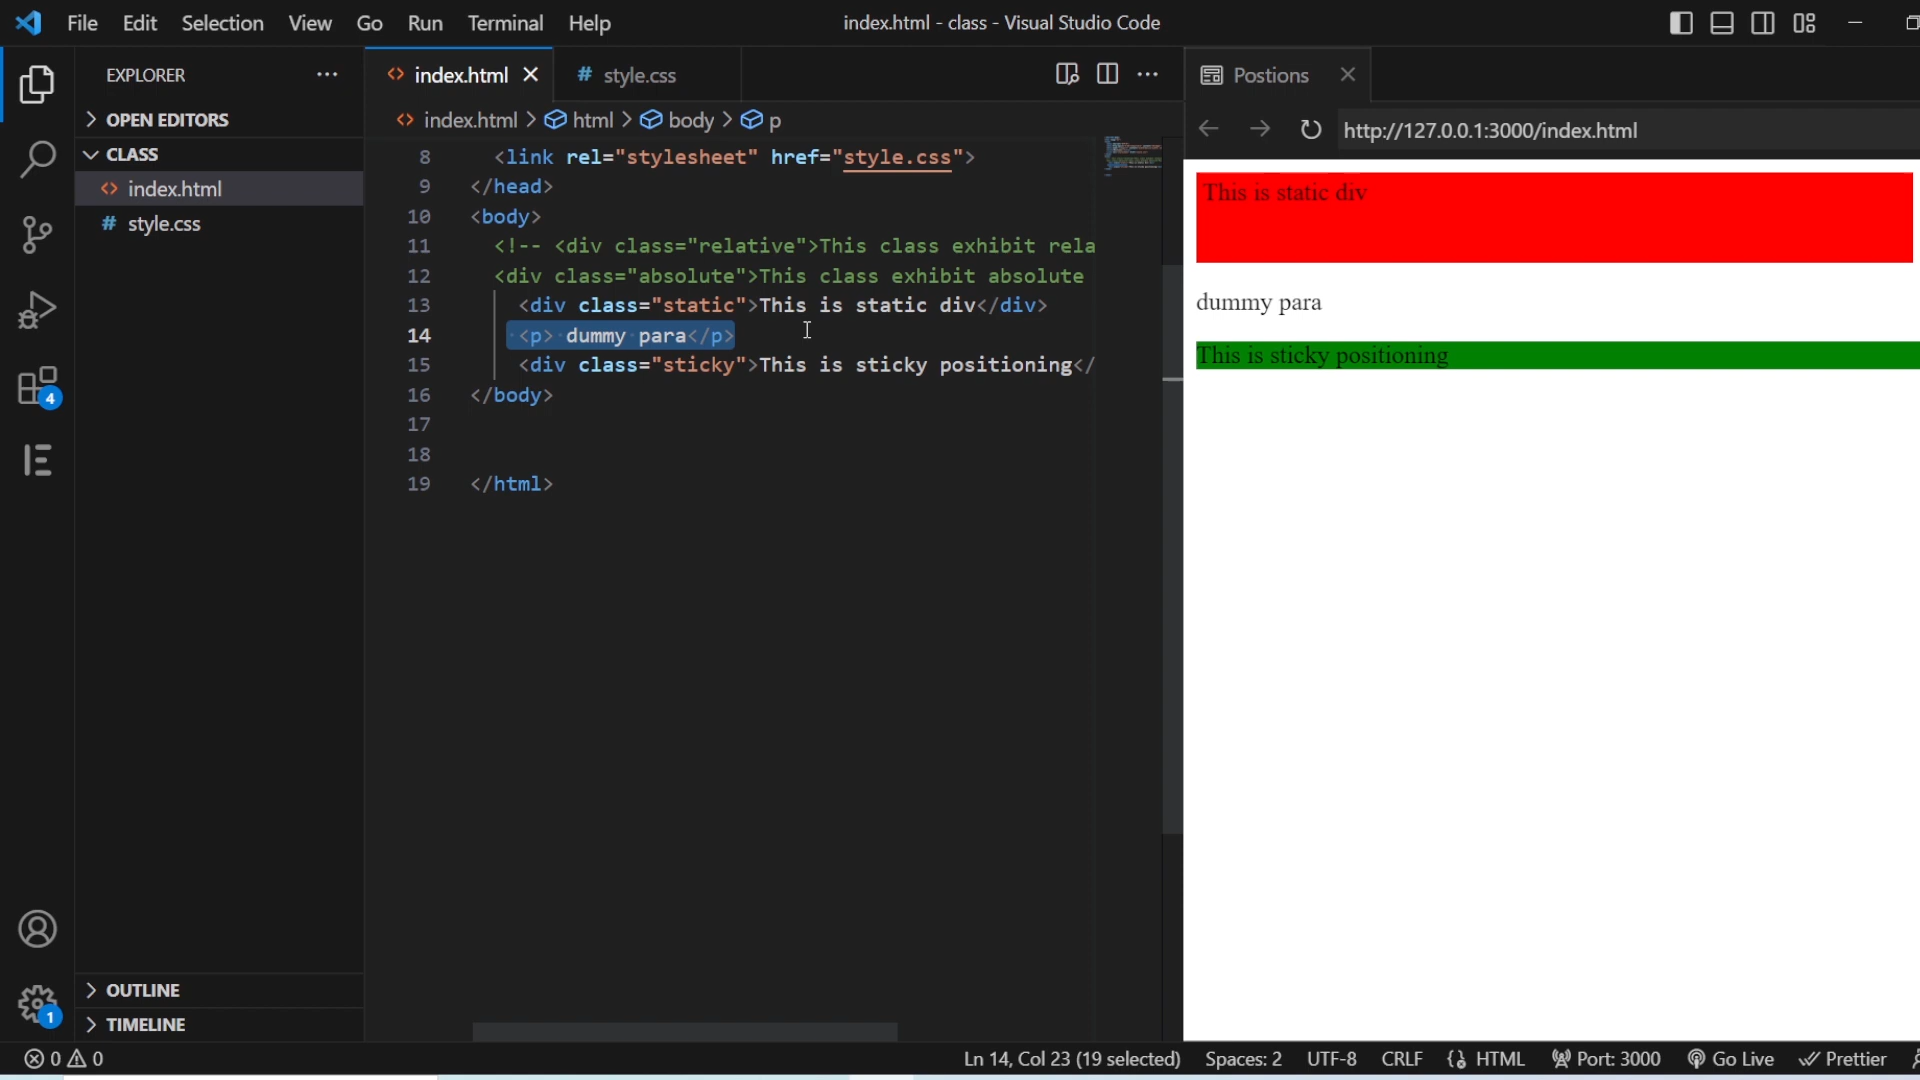 File Edit Selection View Go Run Terminal Help index.html - class - Visual Studio Code
EXPLORER
OPEN EDITORS
CLASS
index.html
style.css
OUTLINE
TIMELINE
4
1
index.html style.css
index.html > html > body > p
8 <link rel="stylesheet" href="style.css">
9 </head>
10 <body>
11 <!-- <div class="relative">This class exhibit rela
12 <div class="absolute">This class exhibit absolute
13 <div class="static">This is static div</div>
14 <p> dummy para</p>
15 <div class="sticky">This is sticky positioning</
16 </body>
17
18
19 </html>
Postions
http://127.0.0.1:3000/index.html
This is static div
dummy para
This is sticky positioning
0 0 Ln 14, Col 23 (19 selected) Spaces: 2 UTF-8 CRLF {} HTML Port: 3000 Go Live Prettier